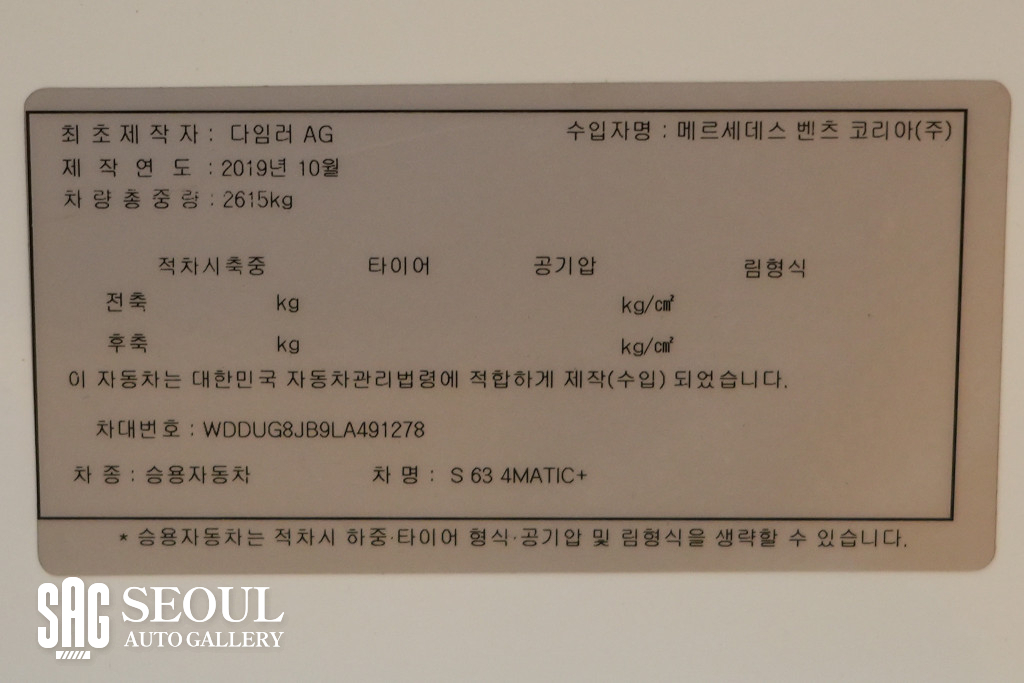 최 초 제 작 자 : 다임러 AG 수입자명 : 메르세데스 벤츠 코리아(주)
제 작 연 도 : 2019년 10월
차 량 총 중 량 : 2615kg
적차시축중 타이어 공기압 림형식
전축 kg kg/㎠
후축 kg kg/㎠
이 자동차는 대한민국 자동차관리법령에 적합하게 제작(수입) 되었습니다.
차대번호 : WDDUG8JB9LA491278
차 종 : 승용자동차 차 명 : S 63 4MATIC+
* 승용자동차는 적차시 하중·타이어 형식·공기압 및 림형식을 생략할 수 있습니다.
SAG SEOUL
AUTO GALLERY